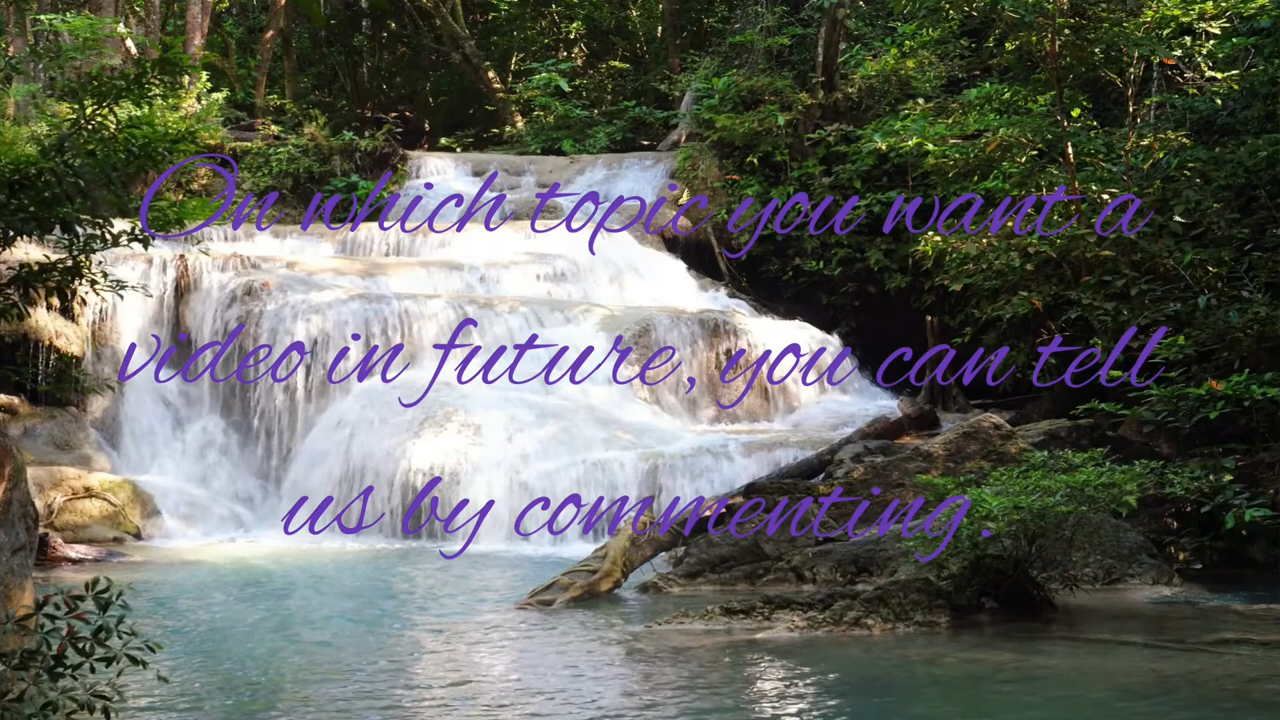 On which topic you want a
video in future, you can tell
us by commenting.